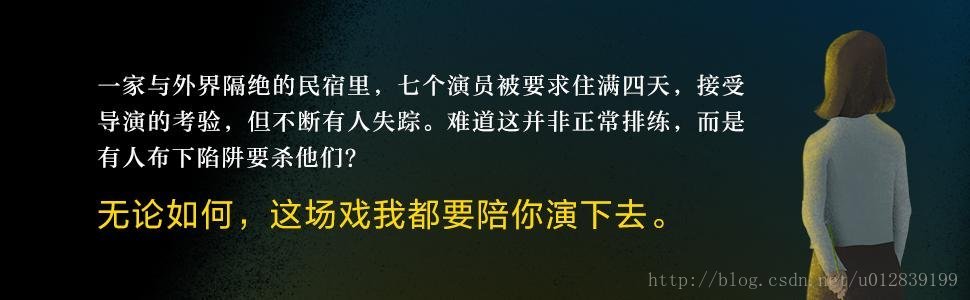 一家与外界隔绝的民宿里，七个演员被要求住满四天，接受
导演的考验，但不断有人失踪。难道这并非正常排练，而是
有人布下陷阱要杀他们？
无论如何，这场戏我都要陪你演下去。
http://blog.csdn.net/u012839199